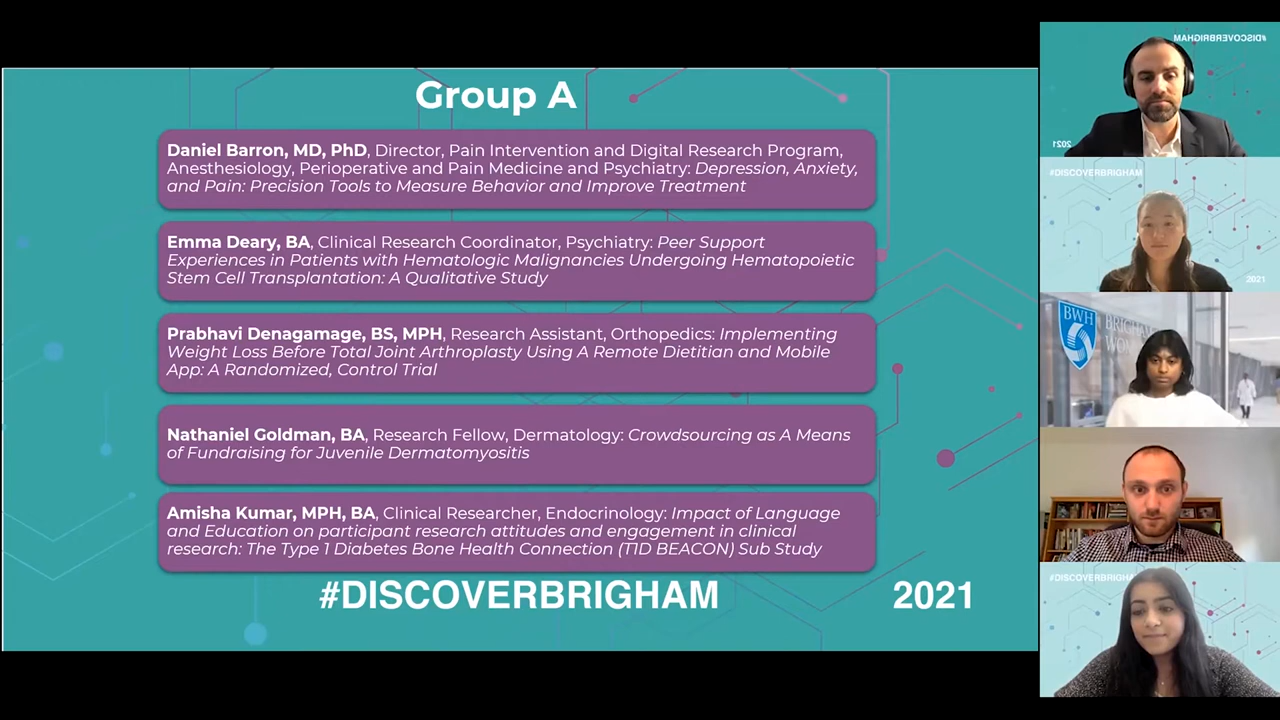 Group A
Daniel Barron, MD, PhD, Director, Pain Intervention and Digital Research Program,
Anesthesiology, Perioperative and Pain Medicine and Psychiatry: Depression, Anxiety,
and Pain: Precision Tools to Measure Behavior and Improve Treatment
Emma Deary, BA, Clinical Research Coordinator, Psychiatry: Peer Support
Experiences in Patients with Hematologic Malignancies Undergoing Hematopoietic
Stem Cell Transplantation: A Qualitative Study
Prabhavi Denagamage, BS, MPH, Research Assistant, Orthopedics: Implementing
Weight Loss Before Total Joint Arthroplasty Using A Remote Dietitian and Mobile
App: A Randomized, Control Trial
Nathaniel Goldman, BA, Research Fellow, Dermatology: Crowdsourcing as A Means
of Fundraising for Juvenile Dermatomyositis
Amisha Kumar, MPH, BA, Clinical Researcher, Endocrinology: Impact of Language
and Education on participant research attitudes and engagement in clinical
research: The Type 1 Diabetes Bone Health Connection (T1D BEACON) Sub Study
#DISCOVERBRIGHAM 2021
#DISCOVERBRIGHAM
2021
#DISCOVERBRIGHAM
2021
BWH
#DISCOVERBRIGHA